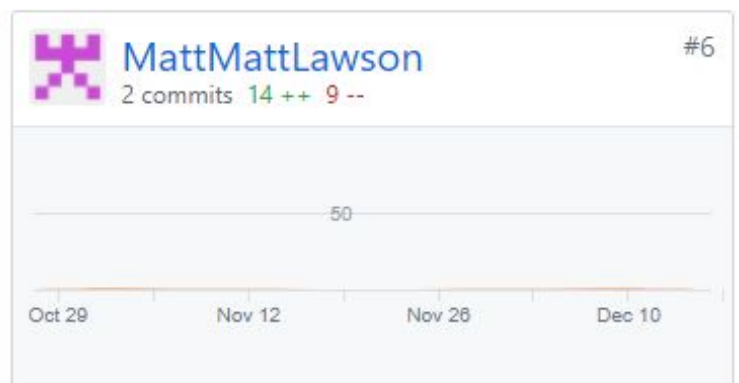 MattMattLawson #6
2 commits 14 ++ 9 --
50
Oct 29 Nov 12 Nov 26 Dec 10